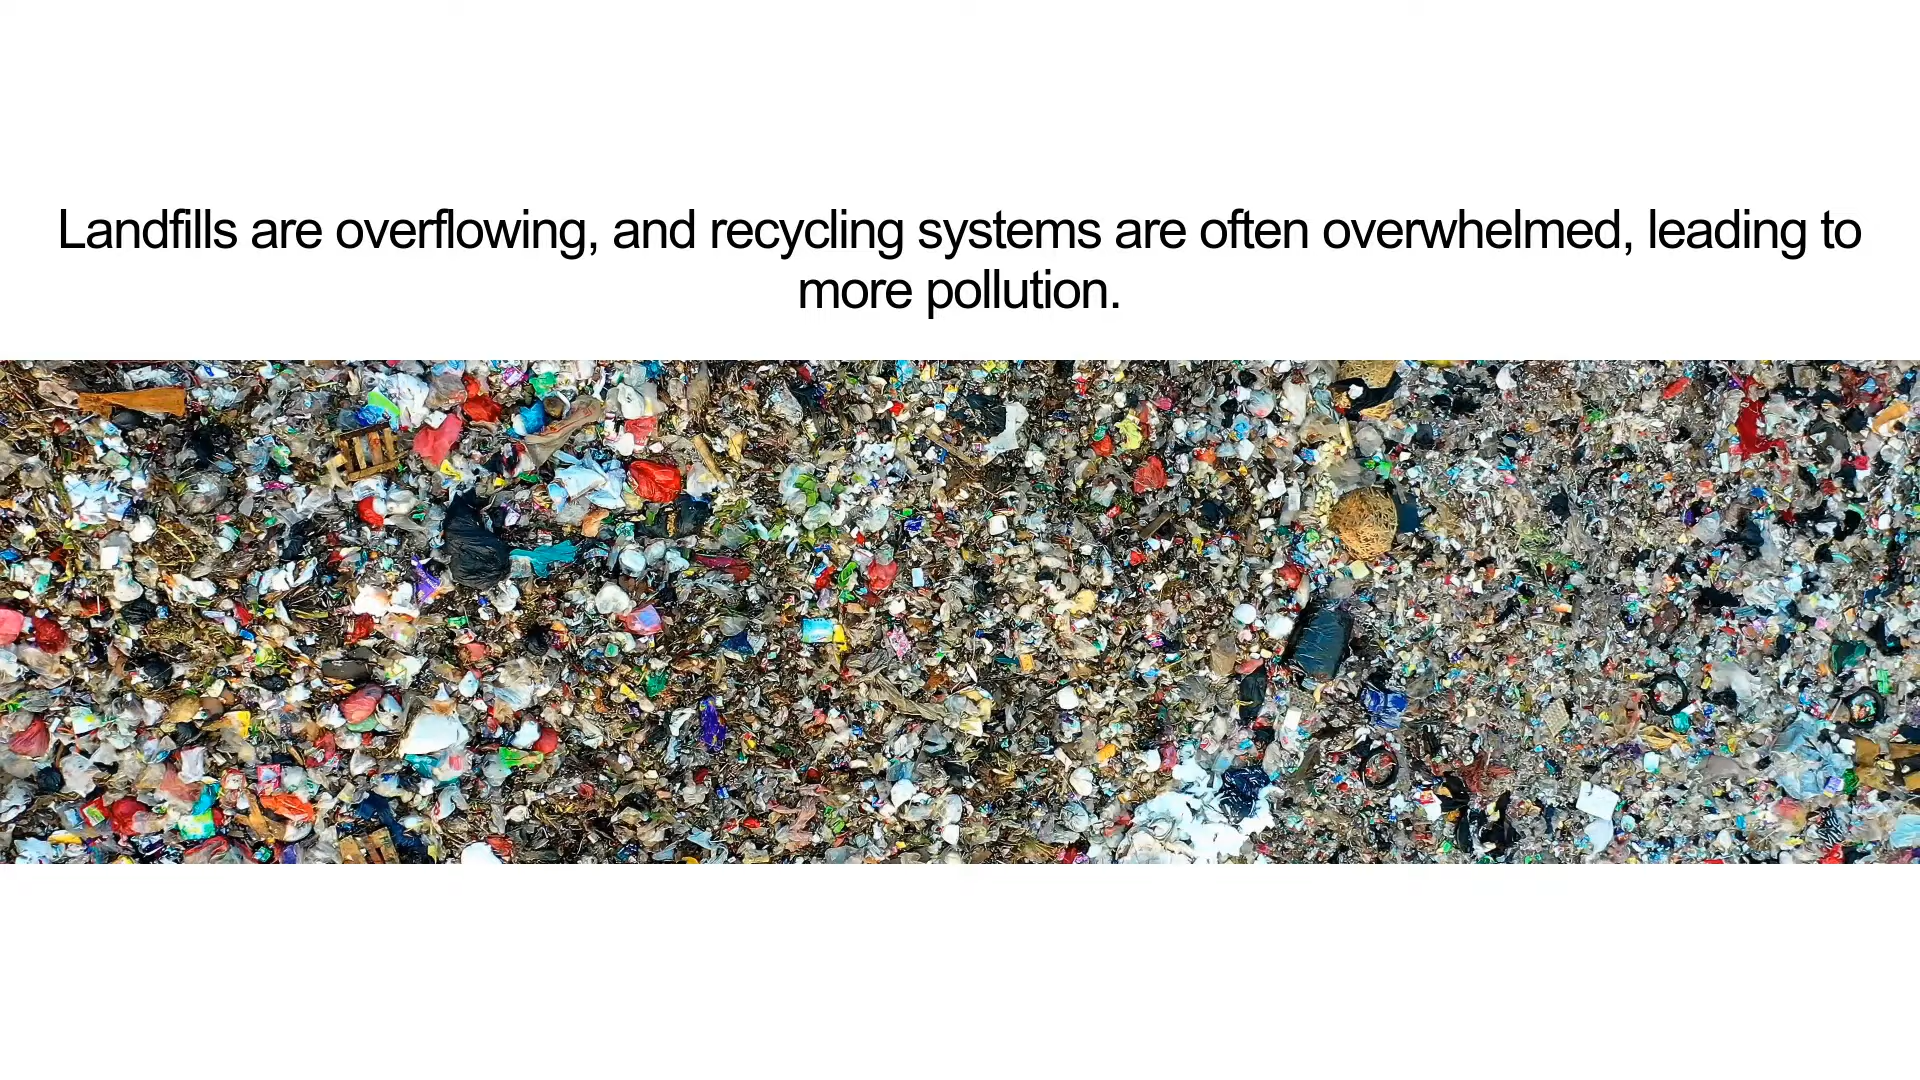 Landfills are overflowing, and recycling systems are often overwhelmed, leading to
more pollution.